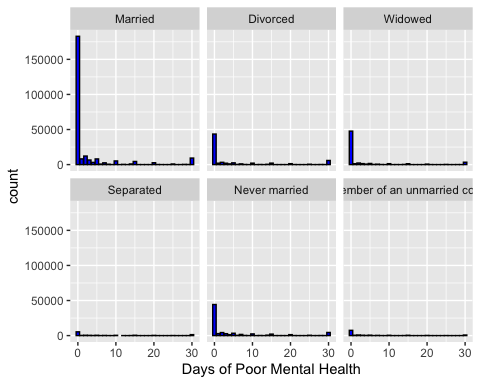 Married
Divorced
Widowed
150000
100000
50000
0
Separated
Never married
ember of an unmarried co
150000
100000
50000
0
0 10 20 30
0 10 20 30
0 10 20 30
count
Days of Poor Mental Health